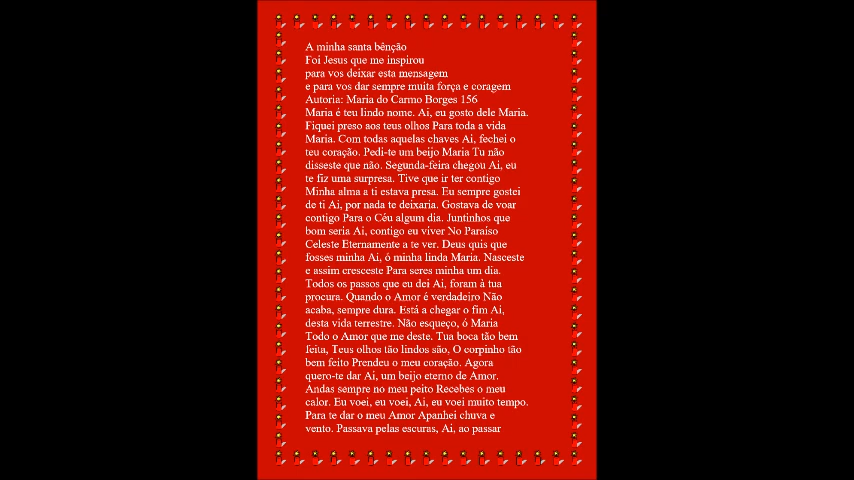 A minha santa bênção
Foi Jesus que me inspirou
para vos deixar esta mensagem
e para vos dar sempre muita força e coragem
Autoria: Maria do Carmo Borges 156
Maria é teu lindo nome. Ai, eu gosto dele Maria.
Fiquei preso aos teus olhos Para toda a vida
Maria. Com todas aquelas chaves Ai, fechei o
teu coração. Pedi-te um beijo Maria Tu não
disseste que não. Segunda-feira chegou Ai, eu
te fiz uma surpresa. Tive que ir ter contigo
Minha alma a ti estava presa. Eu sempre gostei
de ti Ai, por nada te deixaria. Gostava de voar
contigo Para o Céu algum dia. Juntinhos que
bom seria Ai, contigo eu viver No Paraíso
Celeste Eternamente a te ver. Deus quis que
fosses minha Ai, ó minha linda Maria. Nasceste
e assim cresceste Para seres minha um dia.
Todos os passos que eu dei Ai, foram à tua
procura. Quando o Amor é verdadeiro Não
acaba, sempre dura. Está a chegar o fim Ai,
desta vida terrestre. Não esqueço, ó Maria
Todo o Amor que me deste. Tua boca tão bem
feita, Teus olhos tão lindos são, O corpinho tão
bem feito Prendeu o meu coração. Agora
quero-te dar Ai, um beijo eterno de Amor.
Andas sempre no meu peito Recebes o meu
calor. Eu voei, eu voei, Ai, eu voei muito tempo.
Para te dar o meu Amor Apanhei chuva e
vento. Passava pelas escuras, Ai, ao passar